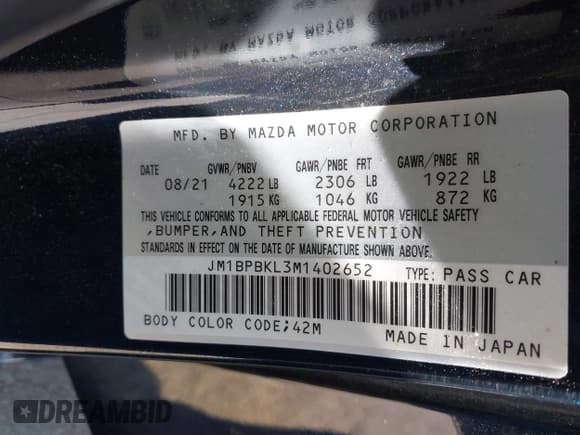 MFD. BY MAZDA MOTOR CORPORATION
DATE GVWR/PNBV GAWR/PNBE FRT GAWR/PNBE RR
08/21 4222 LB 2306 LB 1922 LB
1915 KG 1046 KG 872 KG
THIS VEHICLE CONFORMS TO ALL APPLICABLE FEDERAL MOTOR VEHICLE SAFETY
,BUMPER,AND THEFT PREVENTION
STANDARDS IN EFFECT ON THE DATE OF MANUFACTURE SHOWN ABOVE.
JM1BPBKL3M1402652 TYPE: PASS CAR
BODY COLOR CODE;42M MADE IN JAPAN
DREAMBID